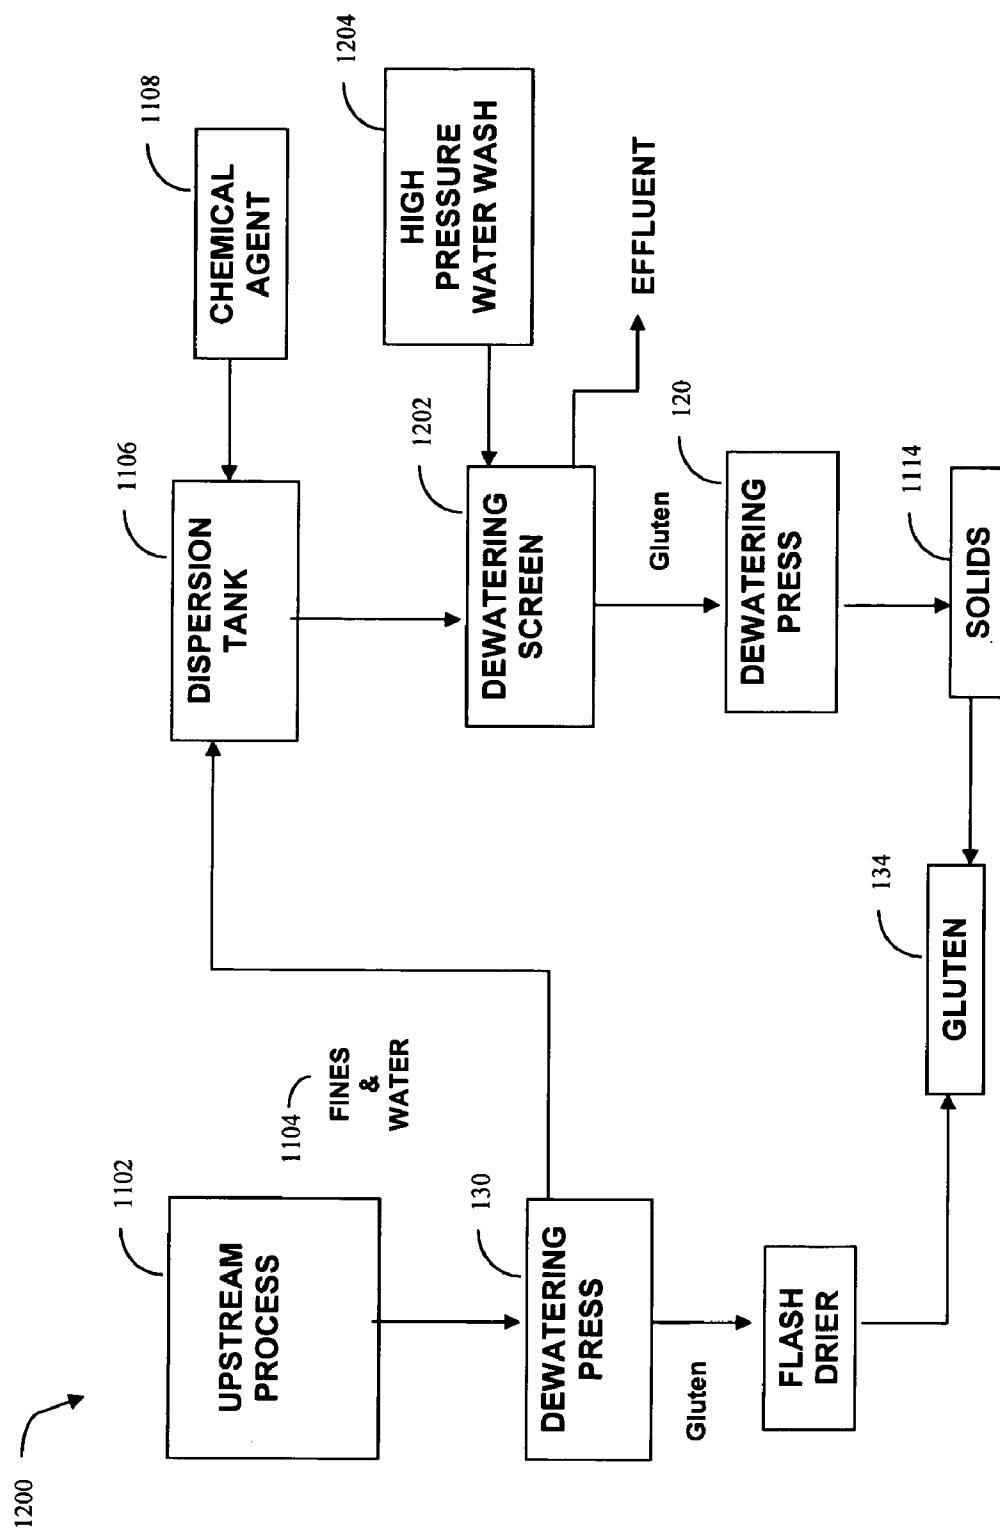 1200
1102
UPSTREAM
PROCESS
1104
FINES
&
WATER
130
DEWATERING
PRESS
Gluten
FLASH
DRIER
134
GLUTEN
1106
DISPERSION
TANK
1108
CHEMICAL
AGENT
1202
DEWATERING
SCREEN
1204
HIGH
PRESSURE
WATER WASH
EFFLUENT
Gluten
120
DEWATERING
PRESS
1114
SOLIDS